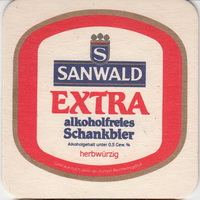 S
SANWALD
EXTRA
alkoholfreies
Schankbier
Alkoholgehalt unter 0,5 Gew. %
herbwürzig